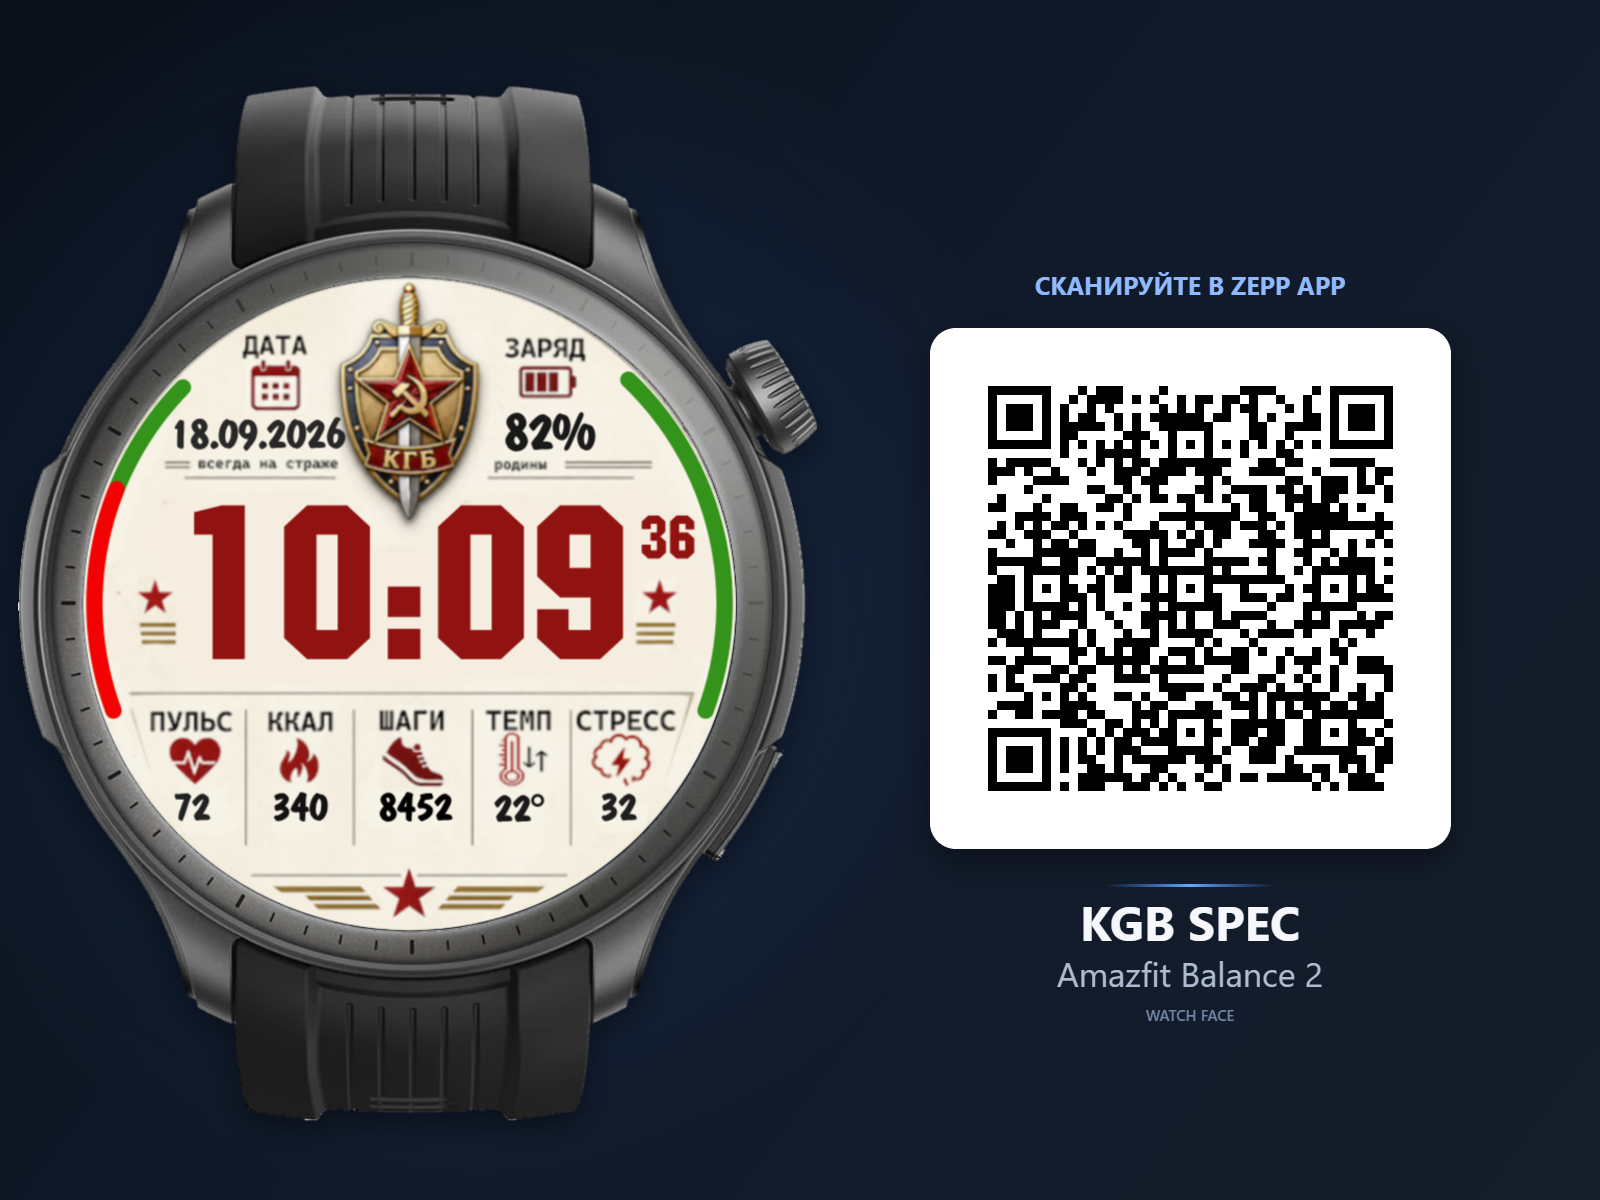 ДАТА
18.09.2026
всегда на страже
КГБ
ЗАРЯД
82%
родины
10:09
36
ПУЛЬС ККАЛ ШАГИ ТЕМП СТРЕСС
72 340 8452 22° 32
СКАНИРУЙТЕ В ZEPP APP
KGB SPEC
Amazfit Balance 2
WATCH FACE